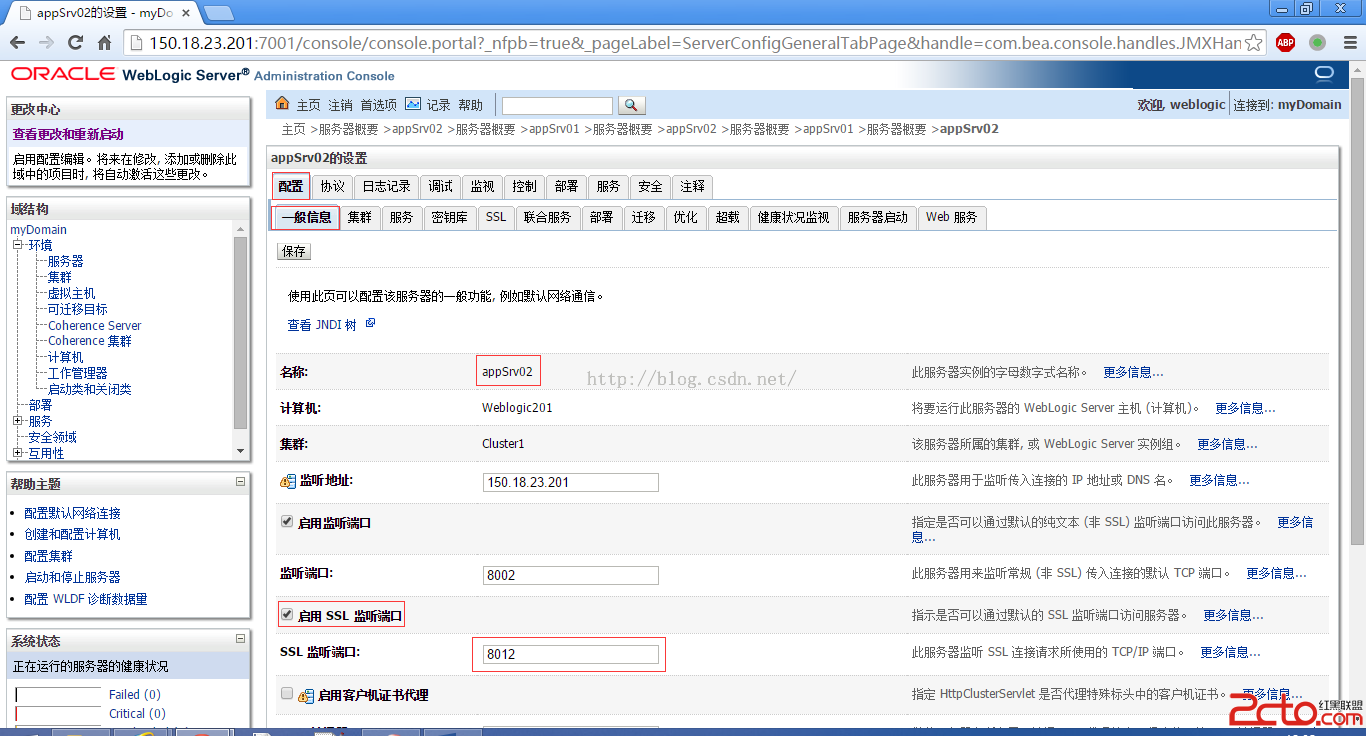 appSrv02的设置 - myDo
150.18.23.201:7001/console/console.portal?_nfpb=true&_pageLabel=ServerConfigGeneralTabPage&handle=com.bea.console.handles.JMXHan
ABP
ORACLE WebLogic Server® Administration Console
更改中心
查看更改和重新启动
启用配置编辑。将来在修改, 添加或删除此
域中的项目时, 将自动激活这些更改。
域结构
myDomain
环境
服务器
集群
虚拟主机
可迁移目标
Coherence Server
Coherence 集群
计算机
工作管理器
启动类和关闭类
部署
服务
安全领域
互用性
帮助主题
配置默认网络连接
创建和配置计算机
配置集群
启动和停止服务器
配置 WLDF 诊断数据量
系统状态
正在运行的服务器的健康状况
Failed (0)
Critical (0)
主页 注销 首选项 记录 帮助
欢迎, weblogic 连接到: myDomain
主页 >服务器概要 >appSrv02 >服务器概要 >appSrv01 >服务器概要 >appSrv02 >服务器概要 >appSrv01 >服务器概要 >appSrv02
appSrv02的设置
配置 协议 日志记录 调试 监视 控制 部署 服务 安全 注释
一般信息 集群 服务 密钥库 SSL 联合服务 部署 迁移 优化 超载 健康状况监视 服务器启动 Web 服务
保存
使用此页可以配置该服务器的一般功能, 例如默认网络通信。
查看 JNDI 树
名称: appSrv02 此服务器实例的字母数字式名称。 更多信息...
http://blog.csdn.net/
计算机: Weblogic201 将要运行此服务器的 WebLogic Server 主机 (计算机)。 更多信息...
集群: Cluster1 该服务器所属的集群, 或 WebLogic Server 实例组。 更多信息...
监听地址: 150.18.23.201 此服务器用于监听传入连接的 IP 地址或 DNS 名。 更多信息...
启用监听端口 指定是否可以通过默认的纯文本 (非 SSL) 监听端口访问此服务器。 更多信
息...
监听端口: 8002 此服务器用来监听常规 (非 SSL) 传入连接的默认 TCP 端口。 更多信息...
启用 SSL 监听端口 指示是否可以通过默认的 SSL 监听端口访问服务器。 更多信息...
SSL 监听端口: 8012 此服务器监听 SSL 连接请求所使用的 TCP/IP 端口。 更多信息...
启用客户机证书代理 指定 HttpClusterServlet 是否代理特殊标头中的客户机证书。 更多信息...
2cto.com 红黑联盟